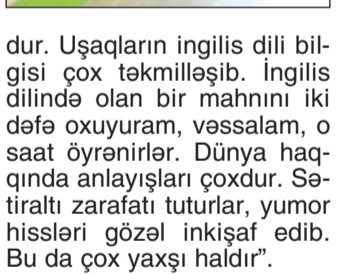 dur. Uşaqların ingilis dili bil-
gisi çox təkmilləşib. İngilis
dilində olan bir mahnını iki
dəfə oxuyuram, vəssalam, o
saat öyrənirlər. Dünya haq-
qında anlayışları çoxdur. Sə-
tiraltı zarafatı tuturlar, yumor
hissləri gözəl inkişaf edib.
Bu da çox yaxşı haldır”.